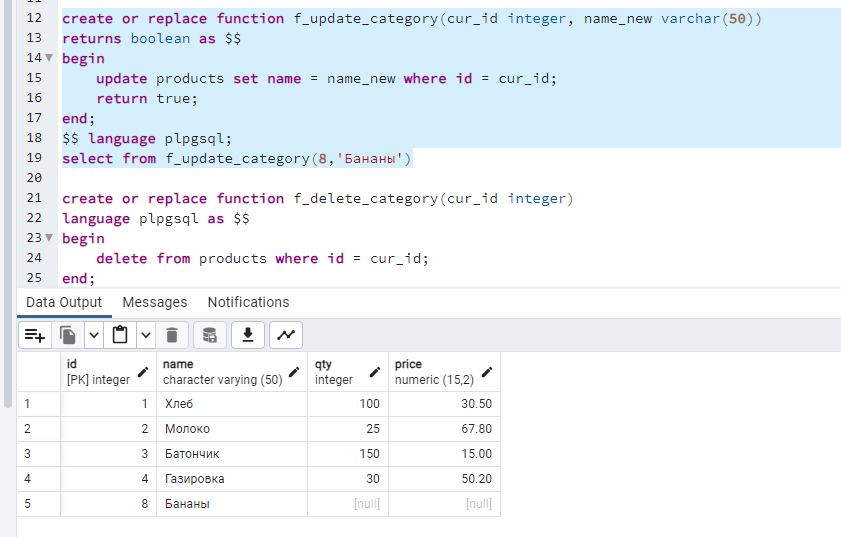 12 create or replace function f_update_category(cur_id integer, name_new varchar(50))
13 returns boolean as $$
14 begin
15 update products set name = name_new where id = cur_id;
16 return true;
17 end;
18 $$ language plpgsql;
19 select from f_update_category(8,'Бананы')
20
21 create or replace function f_delete_category(cur_id integer)
22 language plpgsql as $$
23 begin
24 delete from products where id = cur_id;
25 end;
Data Output Messages Notifications
id name qty price
[PK] integer character varying (50) integer numeric (15,2)
1 1 Хлеб 100 30.50
2 2 Молоко 25 67.80
3 3 Батончик 150 15.00
4 4 Газировка 30 50.20
5 8 Бананы [null] [null]